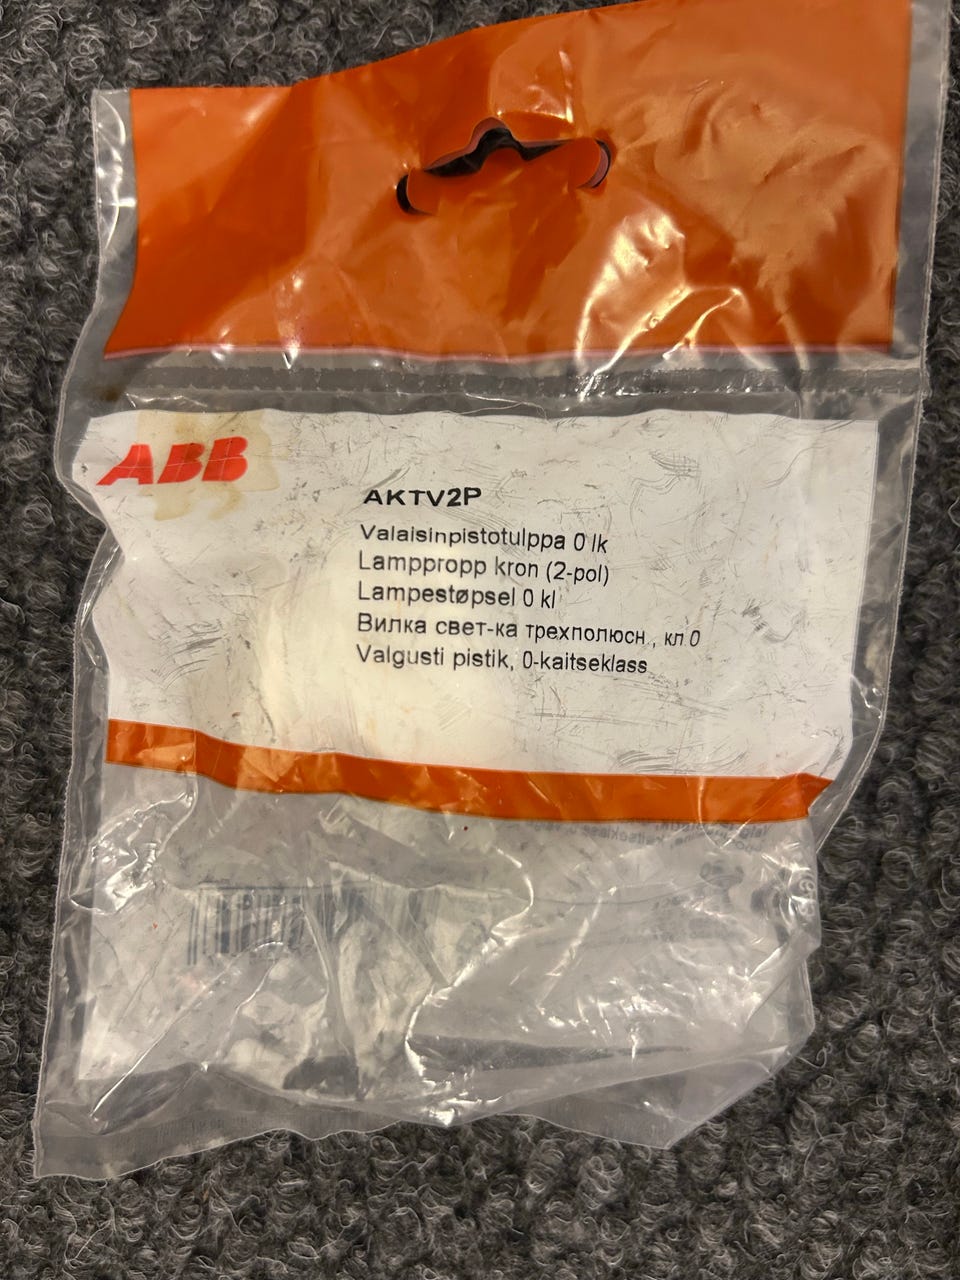 ABB
AKTV2P
Valaisinpistotulppa 0 lk
Lamppropp kron (2-pol)
Lampestøpsel 0 kl
Вилка свет-ка трехполюсн., кл 0
Valgusti pistik, 0-kaitseklass